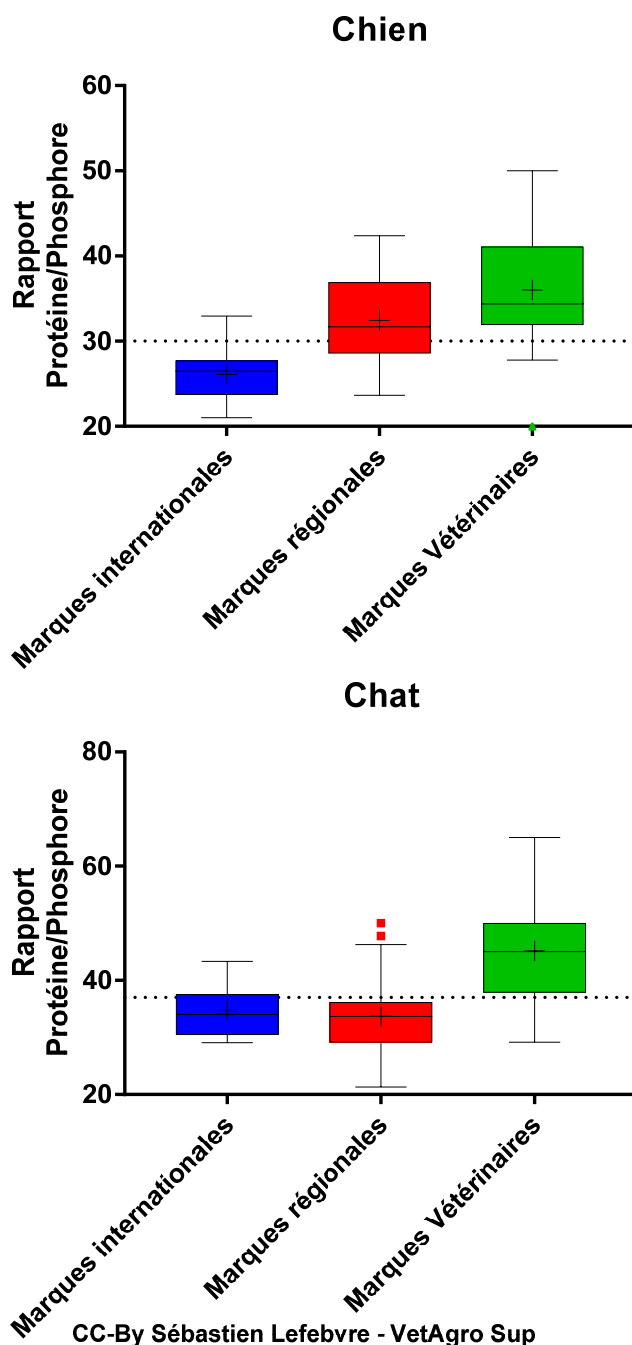 Chien
Rapport
Protéine/Phosphore
60
50
40
30
20
Marques internationales
Marques régionales
Marques Vétérinaires
Chat
Rapport
Protéine/Phosphore
80
60
40
20
Marques internationales
Marques régionales
Marques Vétérinaires
CC-By Sébastien Lefebvre - VetAgro Sup